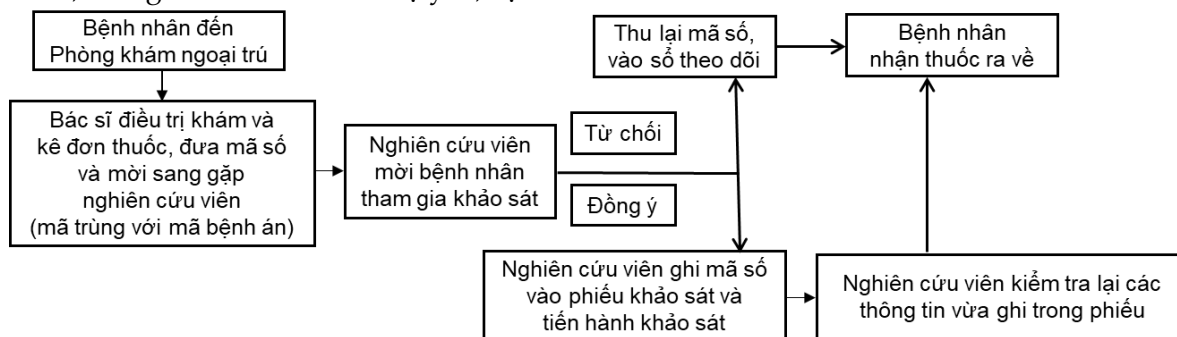 Bệnh nhân đến
Phòng khám ngoại trú
Bác sĩ điều trị khám và
kê đơn thuốc, đưa mã số
và mời sang gặp
nghiên cứu viên
(mã trùng với mã bệnh án)
Nghiên cứu viên
mời bệnh nhân
tham gia khảo sát
Từ chối
Đồng ý
Thu lại mã số,
vào sổ theo dõi
Bệnh nhân
nhận thuốc ra về
Nghiên cứu viên ghi mã số
vào phiếu khảo sát và
tiến hành khảo sát
Nghiên cứu viên kiểm tra lại các
thông tin vừa ghi trong phiếu